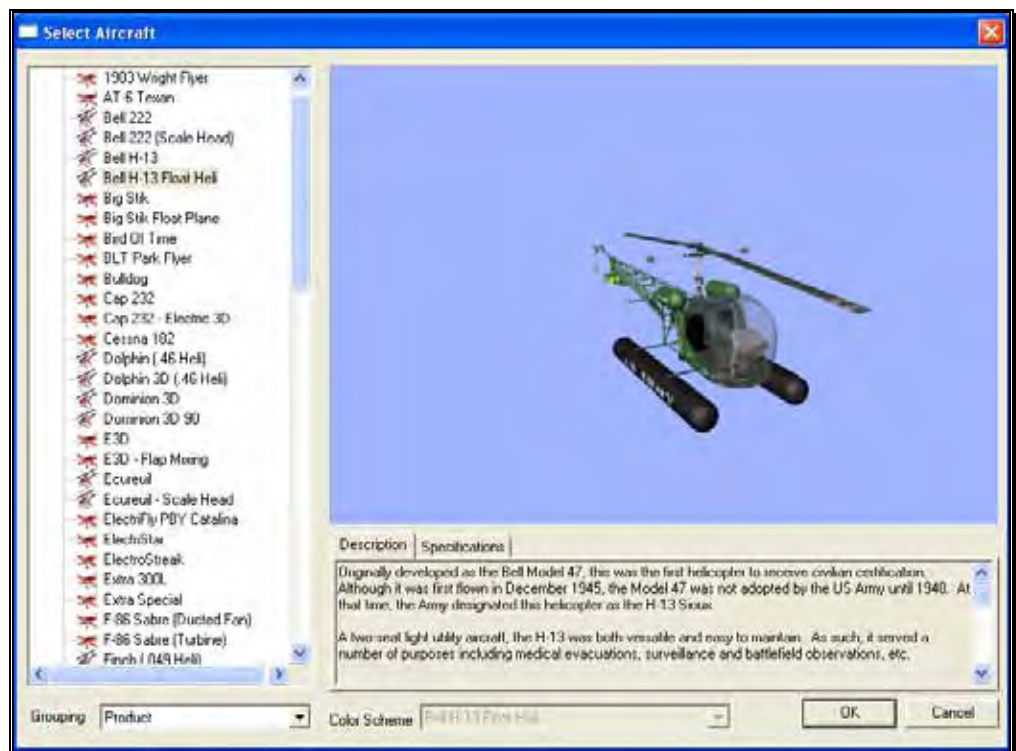 Select Aircraft
1903 Wright Flyer
AT-6 Texan
Bell 222
Bell 222 (Scale Head)
Bell H-13
Bell H-13 Float Heli
Big Stik
Big Stik Float Plane
Bird Of Time
BLT Park Flyer
Bulldog
Cap 232
Cap 232 - Electric 3D
Cessna 182
Dolphin (.46 Heli)
Dolphin 3D (.46 Heli)
Dominion 3D
Dominion 3D 90
E3D
E3D - Flap Mixing
Ecureuil
Ecureuil - Scale Head
ElectriFly PBY Catalina
ElectriStar
ElectroStreak
Extra 300L
Extra Special
F-86 Sabre (Ducted Fan)
F-86 Sabre (Turbine)
Finch (.049 Heli)
US ARMY
Description
Specifications
Originally developed as the Bell Model 47, this was the first helicopter to receive civilian certification.
Although it was first flown in December 1945, the Model 47 was not adopted by the US Army until 1948. At
that time, the Army designated this helicopter as the H-13 Sioux.
A two-seat light utility aircraft, the H-13 was both versatile and easy to maintain. As such, it served a
number of purposes including medical evacuations, surveillance and battlefield observations, etc.
Grouping Product
Color Scheme Bell H-13 Float Heli
OK
Cancel